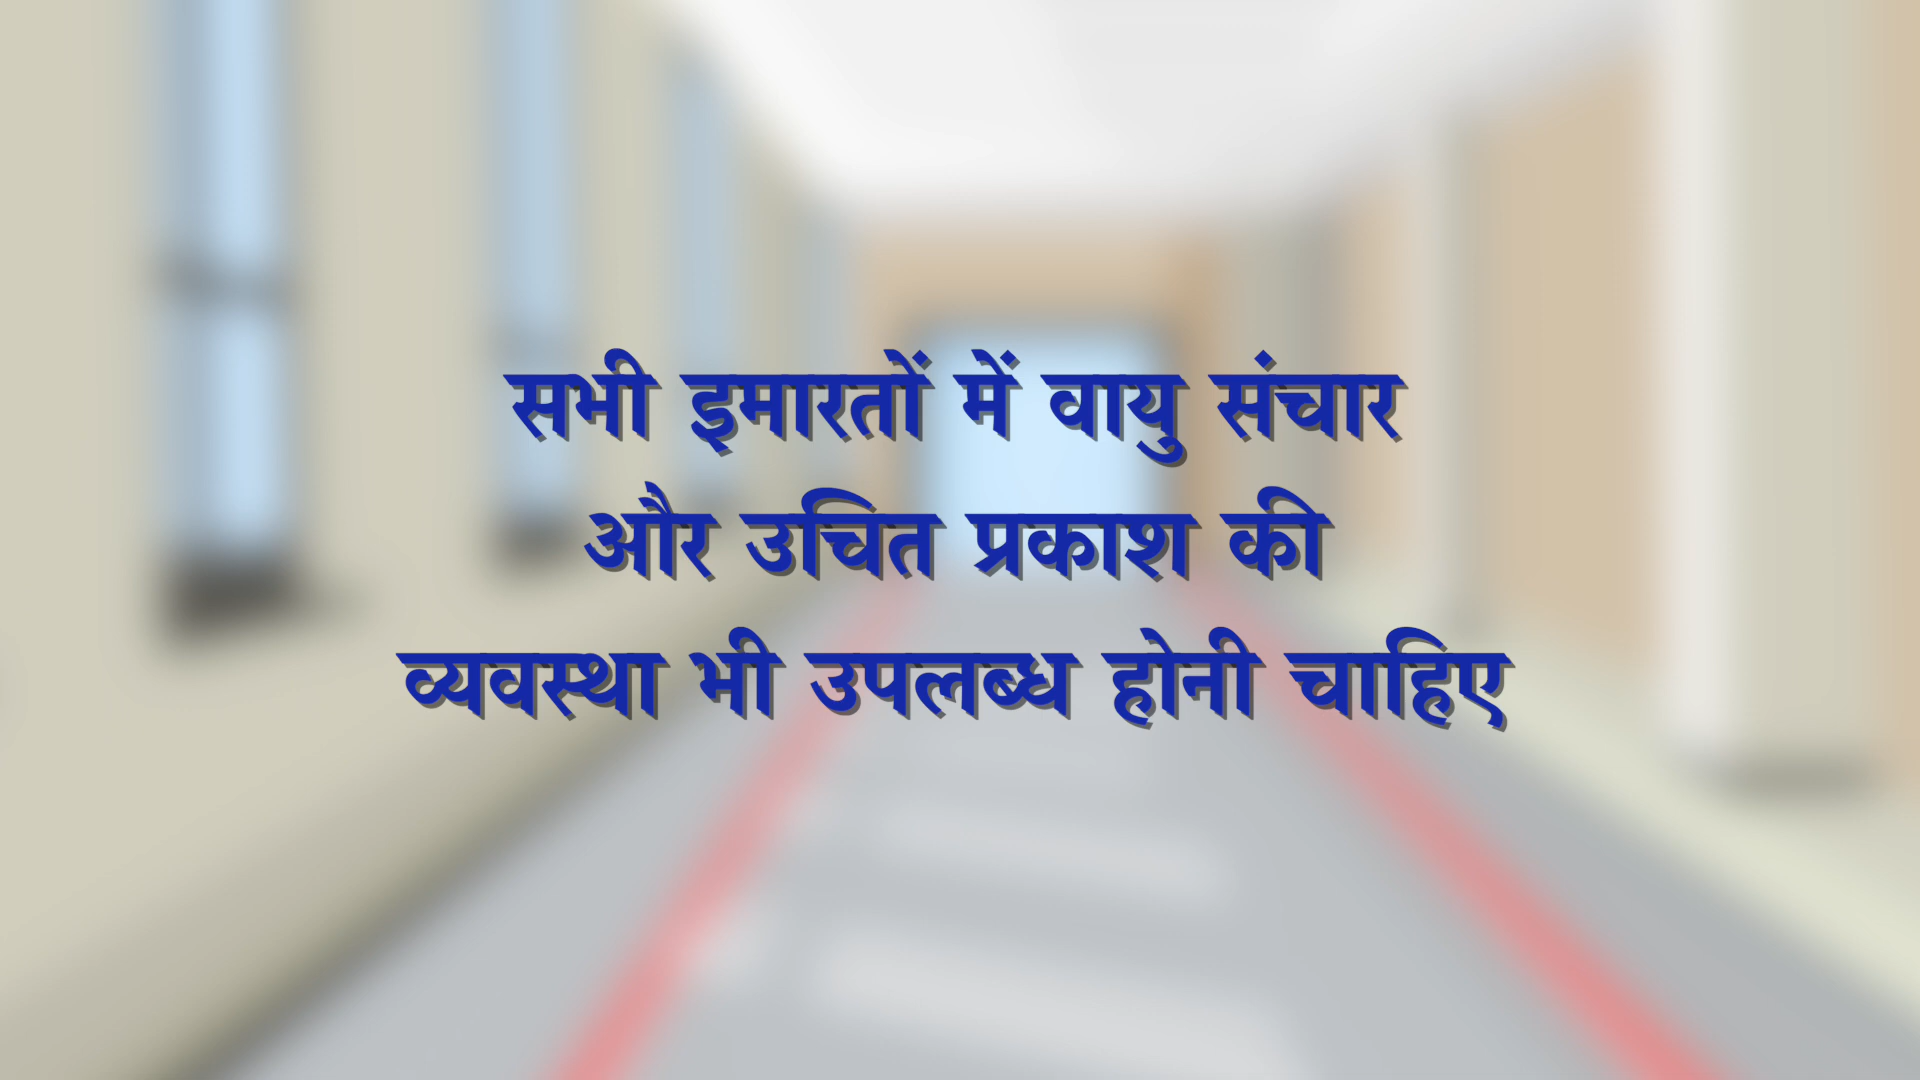 सभी इमारतों में वायु संचार
और उचित प्रकाश की
व्यवस्था भी उपलब्ध होनी चाहिए